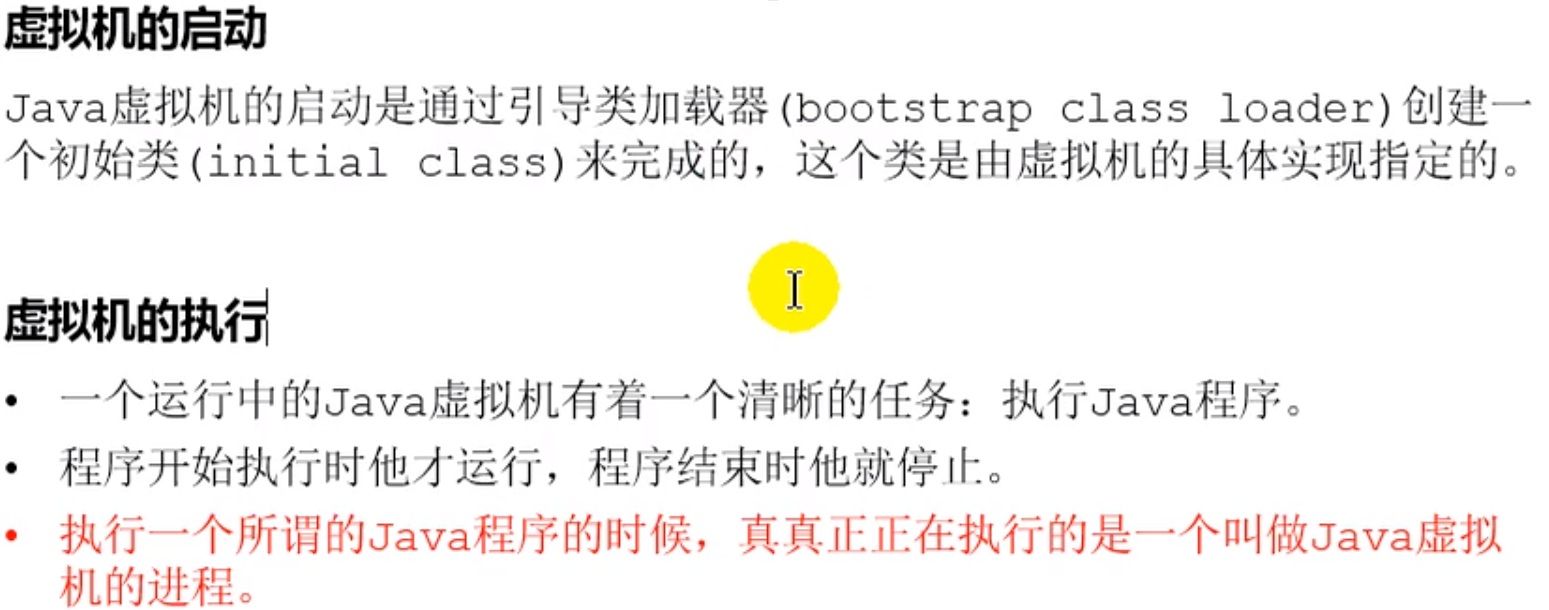 虚拟机的启动
Java虚拟机的启动是通过引导类加载器(bootstrap class loader)创建一
个初始类(initial class)来完成的，这个类是由虚拟机的具体实现指定的。
虚拟机的执行
• 一个运行中的Java虚拟机有着一个清晰的任务：执行Java程序。
• 程序开始执行时他才运行，程序结束时他就停止。
• 执行一个所谓的Java程序的时候，真真正正在执行的是一个叫做Java虚拟
机的进程。